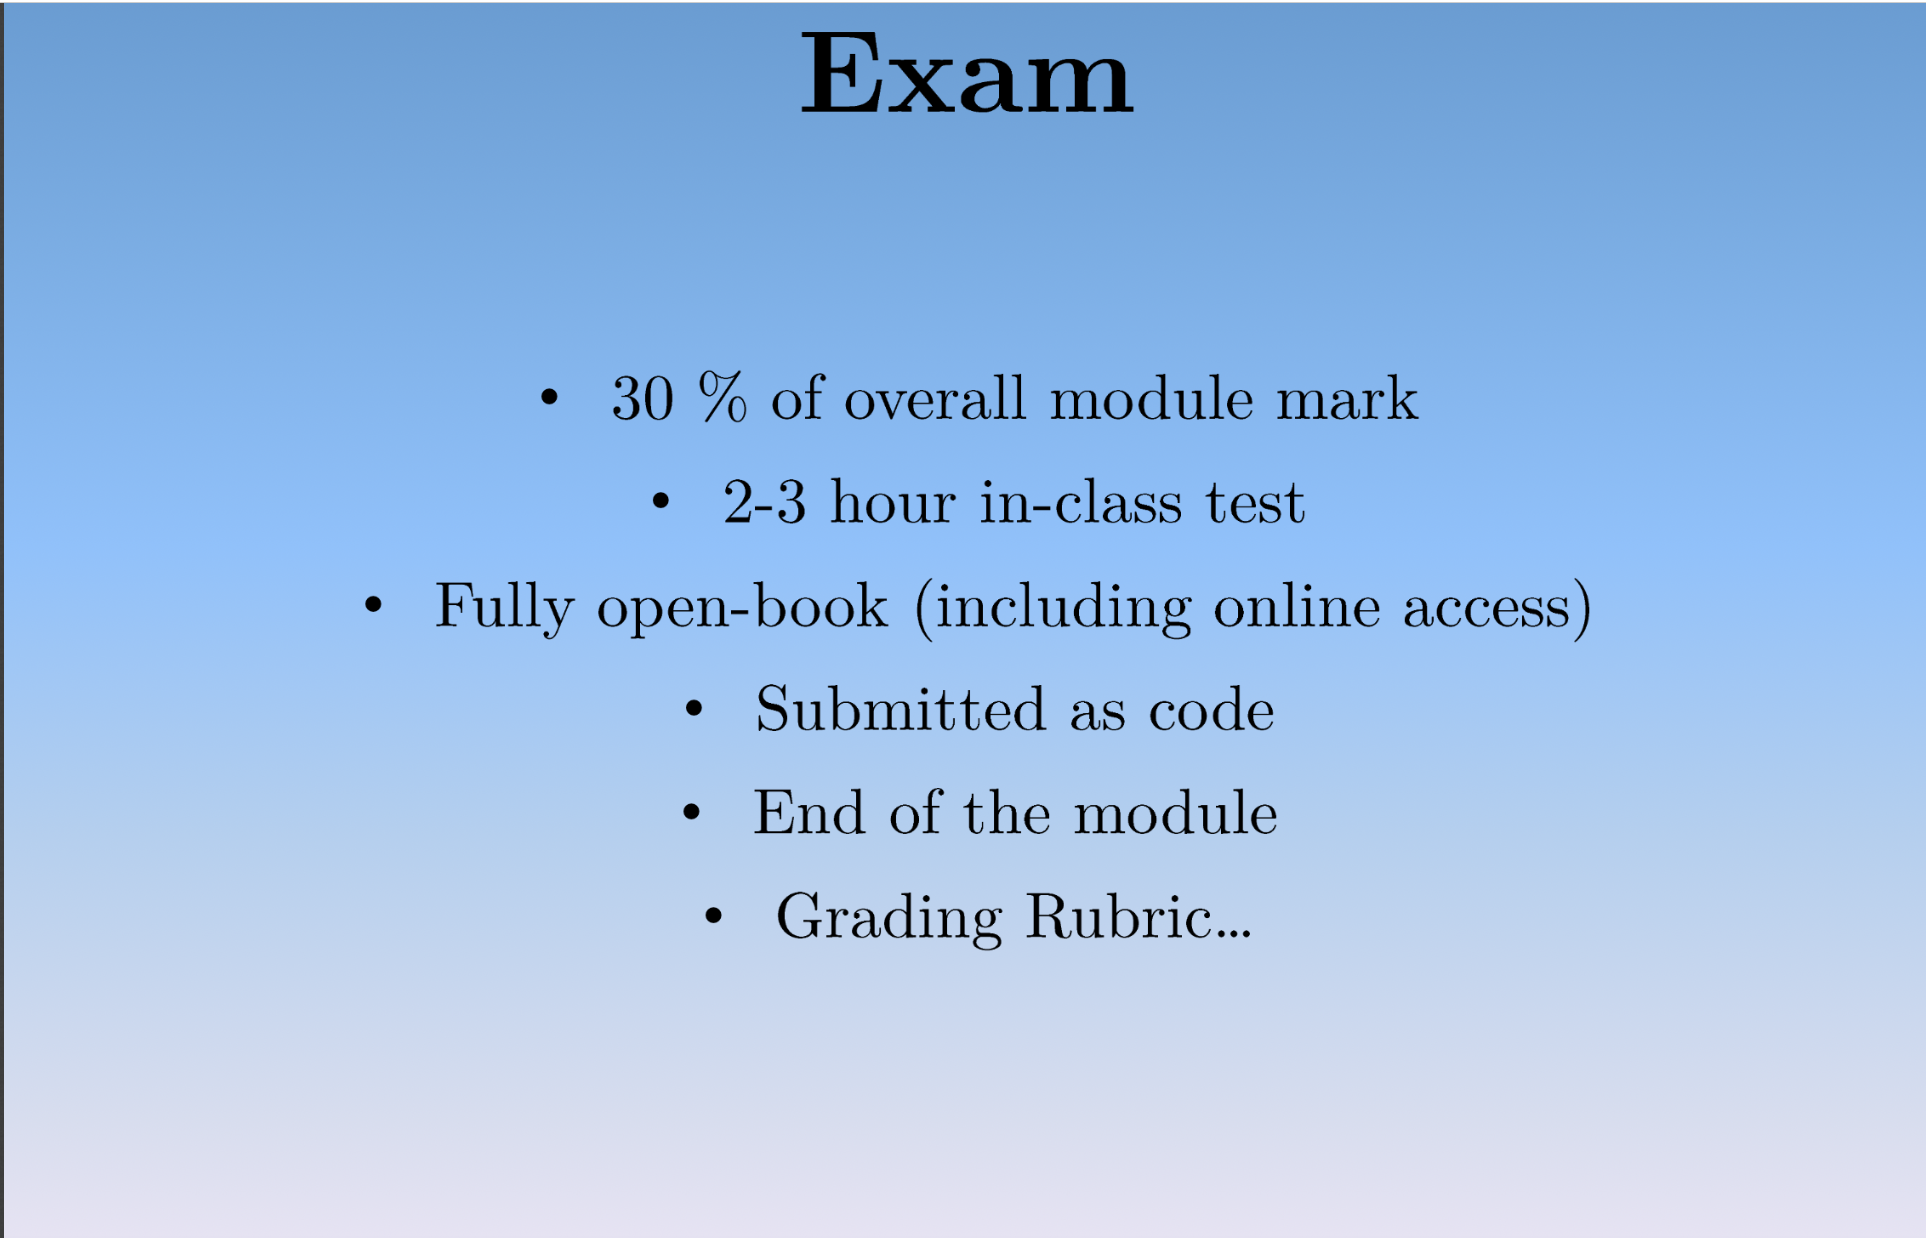 Exam
• 30 % of overall module mark
• 2-3 hour in-class test
• Fully open-book (including online access)
• Submitted as code
• End of the module
• Grading Rubric...